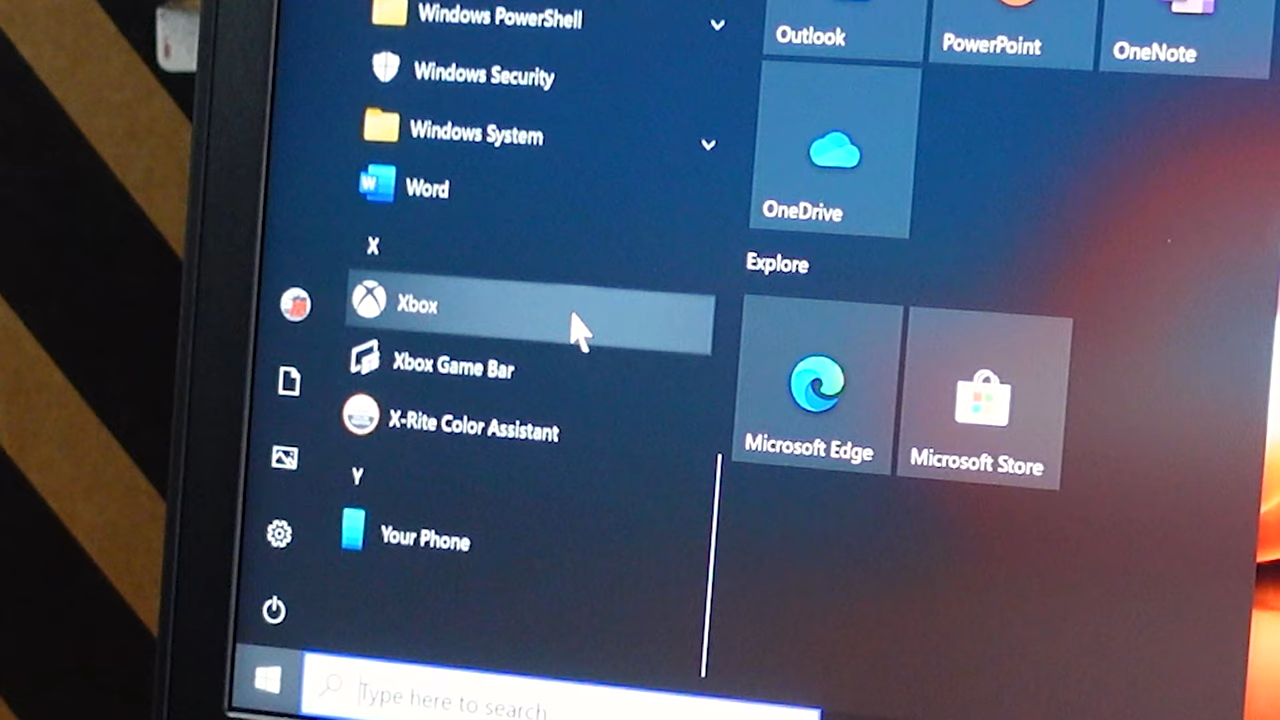 Windows PowerShell
Windows Security
Windows System
Word
X
Xbox
Xbox Game Bar
X-Rite Color Assistant
Y
Your Phone
Type here to search
Outlook
PowerPoint
OneNote
OneDrive
Explore
Microsoft Edge
Microsoft Store